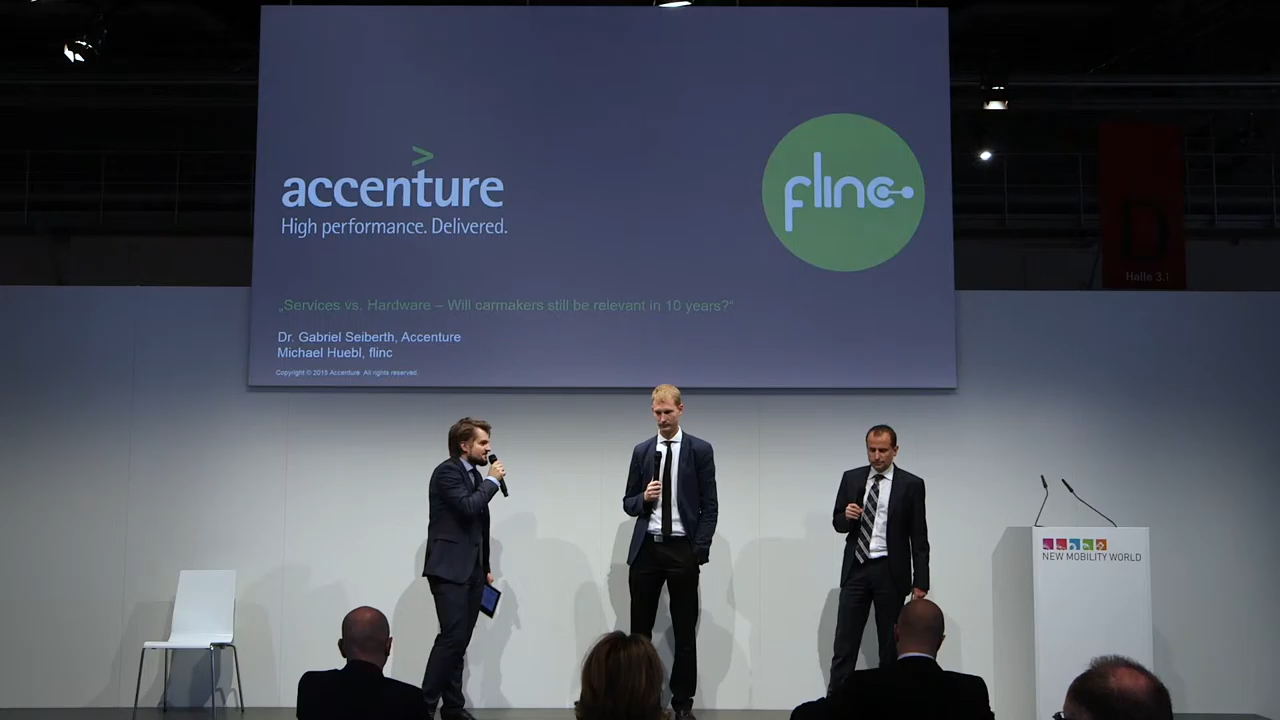 >
accenture
High performance. Delivered.
flinc
„Services vs. Hardware – Will carmakers still be relevant in 10 years?“
Dr. Gabriel Seiberth, Accenture
Michael Huebl, flinc
Copyright © 2015 Accenture All rights reserved.
D
Halle 3.1
NEW MOBILITY WORLD